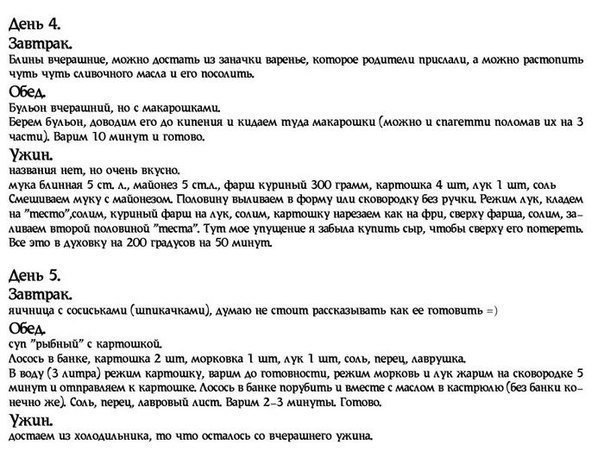 День 4.
Завтрак.
Блины вчерашние, можно достать из заначки варенье, которое родители прислали, а можно растопить
чуть чуть сливочного масла и его посолить.
Обед.
Бульон вчерашний, но с макарошками.
Берем бульон, доводим его до кипения и кидаем туда макарошки (можно и спагетти поломав их на 3
части). Варим 10 минут и готово.
Ужин.
названия нет, но очень вкусно.
мука блинная 5 ст. л., майонез 5 ст.л., фарш куриный 300 грамм, картошка 4 шт, лук 1 шт, соль
Смешиваем муку с майонезом. Половину выливаем в форму или сковородку без ручки. Режим лук, кладем
на "тесто",солим, куриный фарш на лук, солим, картошку нарезаем как на фри, сверху фарша, солим, за-
ливаем второй половиной "теста". Тут мое упущение я забыла купить сыр, чтобы сверху его потереть.
Все это в духовку на 200 градусов на 50 минут.
День 5.
Завтрак.
яичница с сосиськами (шпикачками), думаю не стоит рассказывать как ее готовить =)
Обед.
суп "рыбный" с картошкой.
Лосось в банке, картошка 2 шт, морковка 1 шт, лук 1 шт, соль, перец, лаврушка.
В воду (3 литра) режим картошку, варим до готовности, режим морковь и лук жарим на сковородке 5
минут и отправляем к картошке. Лосось в банке порубить и вместе с маслом в кастрюлю (без банки ко-
нечно же). Соль, перец, лавровый лист. Варим 2-3 минуты. Готово.
Ужин.
достаем из холодильника, то что осталось со вчерашнего ужина.